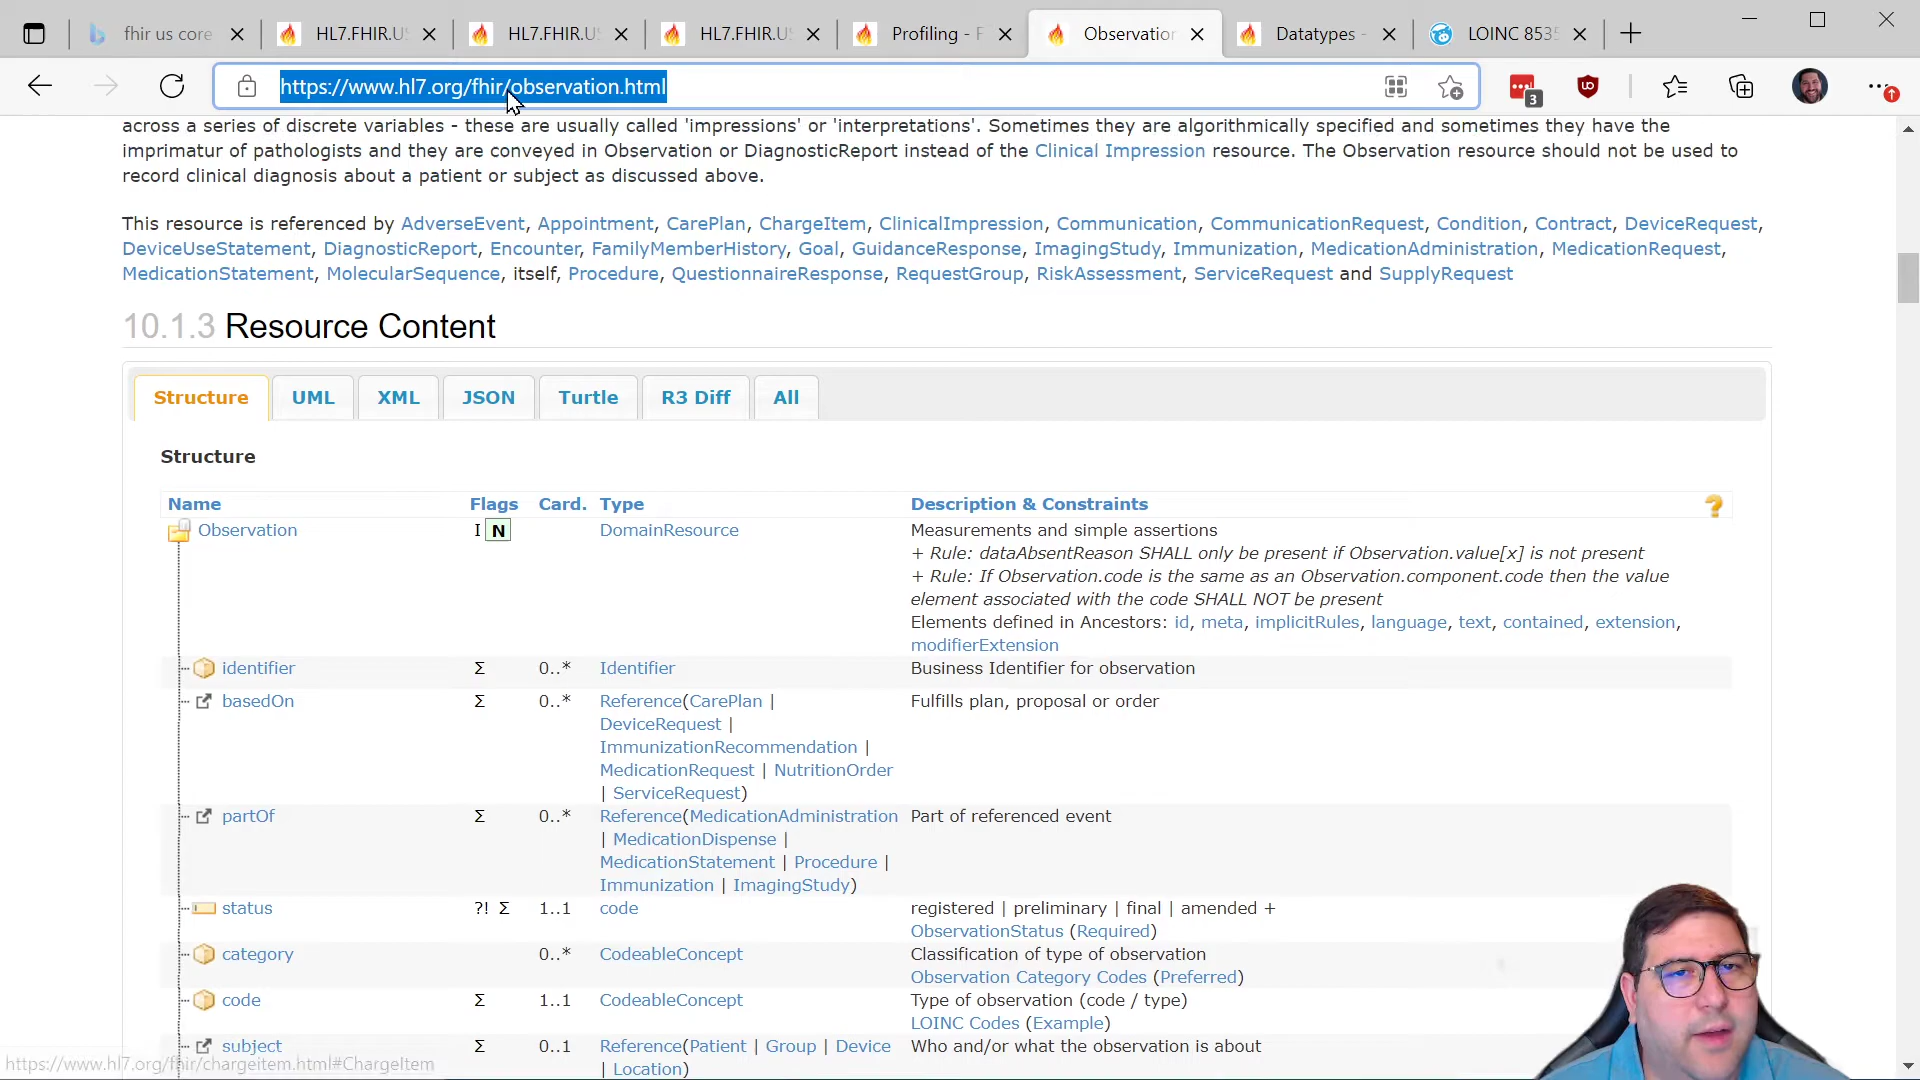 fhir us core
HL7.FHIR.US
HL7.FHIR.US
HL7.FHIR.US
Profiling - F
Observation
Datatypes -
LOINC 8535
https://www.hl7.org/fhir/observation.html
3
across a series of discrete variables - these are usually called 'impressions' or 'interpretations'. Sometimes they are algorithmically specified and sometimes they have the
imprimatur of pathologists and they are conveyed in Observation or DiagnosticReport instead of the Clinical Impression resource. The Observation resource should not be used to
record clinical diagnosis about a patient or subject as discussed above.
This resource is referenced by AdverseEvent, Appointment, CarePlan, ChargeItem, ClinicalImpression, Communication, CommunicationRequest, Condition, Contract, DeviceRequest,
DeviceUseStatement, DiagnosticReport, Encounter, FamilyMemberHistory, Goal, GuidanceResponse, ImagingStudy, Immunization, MedicationAdministration, MedicationRequest,
MedicationStatement, MolecularSequence, itself, Procedure, QuestionnaireResponse, RequestGroup, RiskAssessment, ServiceRequest and SupplyRequest
10.1.3 Resource Content
Structure UML XML JSON Turtle R3 Diff All
Structure
Name Flags Card. Type Description & Constraints ?
Observation I N DomainResource Measurements and simple assertions
+ Rule: dataAbsentReason SHALL only be present if Observation.value[x] is not present
+ Rule: If Observation.code is the same as an Observation.component.code then the value
element associated with the code SHALL NOT be present
Elements defined in Ancestors: id, meta, implicitRules, language, text, contained, extension,
modifierExtension
identifier Σ 0..* Identifier Business Identifier for observation
basedOn Σ 0..* Reference(CarePlan | Fulfills plan, proposal or order
DeviceRequest |
ImmunizationRecommendation |
MedicationRequest | NutritionOrder
| ServiceRequest)
partOf Σ 0..* Reference(MedicationAdministration Part of referenced event
| MedicationDispense |
MedicationStatement | Procedure |
Immunization | ImagingStudy)
status ?! Σ 1..1 code registered | preliminary | final | amended +
ObservationStatus (Required)
category 0..* CodeableConcept Classification of type of observation
Observation Category Codes (Preferred)
code Σ 1..1 CodeableConcept Type of observation (code / type)
LOINC Codes (Example)
subject Σ 0..1 Reference(Patient | Group | Device Who and/or what the observation is about
| Location)
https://www.hl7.org/fhir/chargeitem.html#ChargeItem